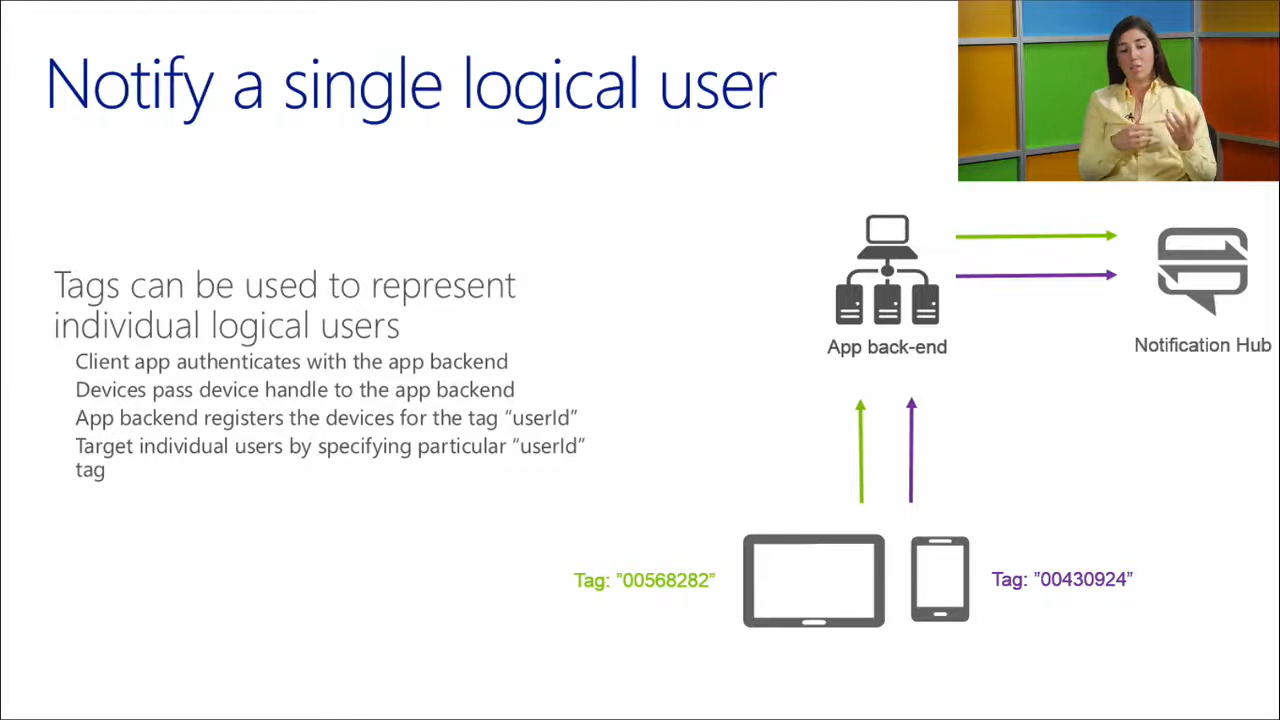 Notify a single logical user
Tags can be used to represent
individual logical users
Client app authenticates with the app backend
Devices pass device handle to the app backend
App backend registers the devices for the tag “userId”
Target individual users by specifying particular “userId”
tag
App back-end
Notification Hub
Tag: ”00568282”
Tag: ”00430924”